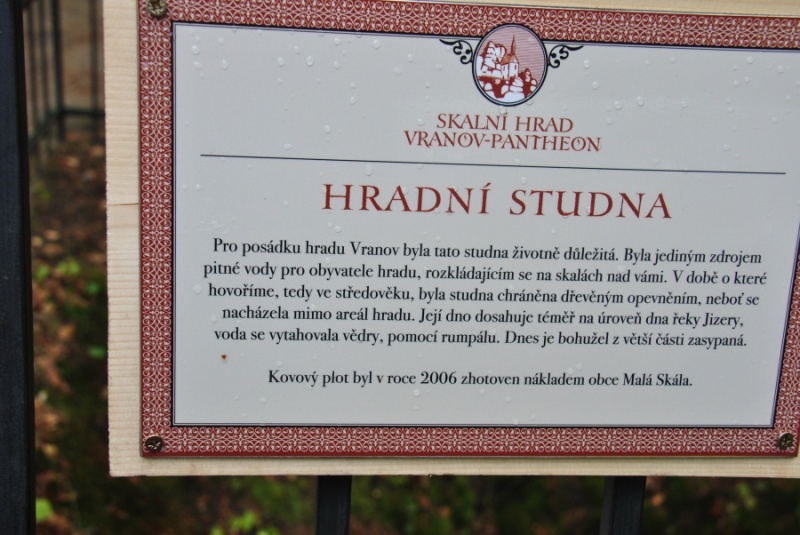 SKALNÍ HRAD
VRANOV-PANTHEON
HRADNÍ STUDNA
Pro posádku hradu Vranov byla tato studna životně důležitá. Byla jediným zdrojem
pitné vody pro obyvatele hradu, rozkládajícím se na skalách nad vámi. V době o které
hovoříme, tedy ve středověku, byla studna chráněna dřevěným opevněním, neboť se
nacházela mimo areál hradu. Její dno dosahuje téměř na úroveň dna řeky Jizery,
voda se vytahovala vědry, pomocí rumpálu. Dnes je bohužel z větší části zasypaná.
Kovový plot byl v roce 2006 zhotoven nákladem obce Malá Skála.